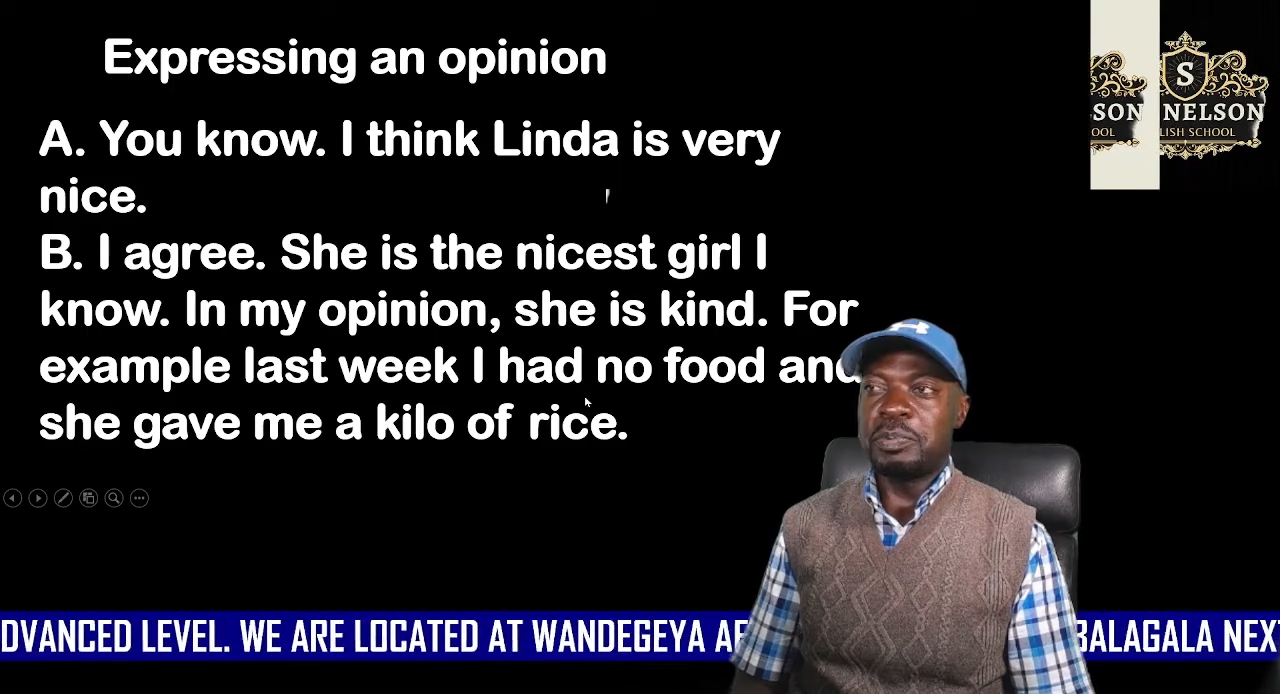 Expressing an opinion
A. You know. I think Linda is very
nice.
B. I agree. She is the nicest girl I
know. In my opinion, she is kind. For
example last week I had no food and
she gave me a kilo of rice.
S
SON NELSON
OOL LISH SCHOOL
DVANCED LEVEL. WE ARE LOCATED AT WANDEGEYA BALAGALA NEXT